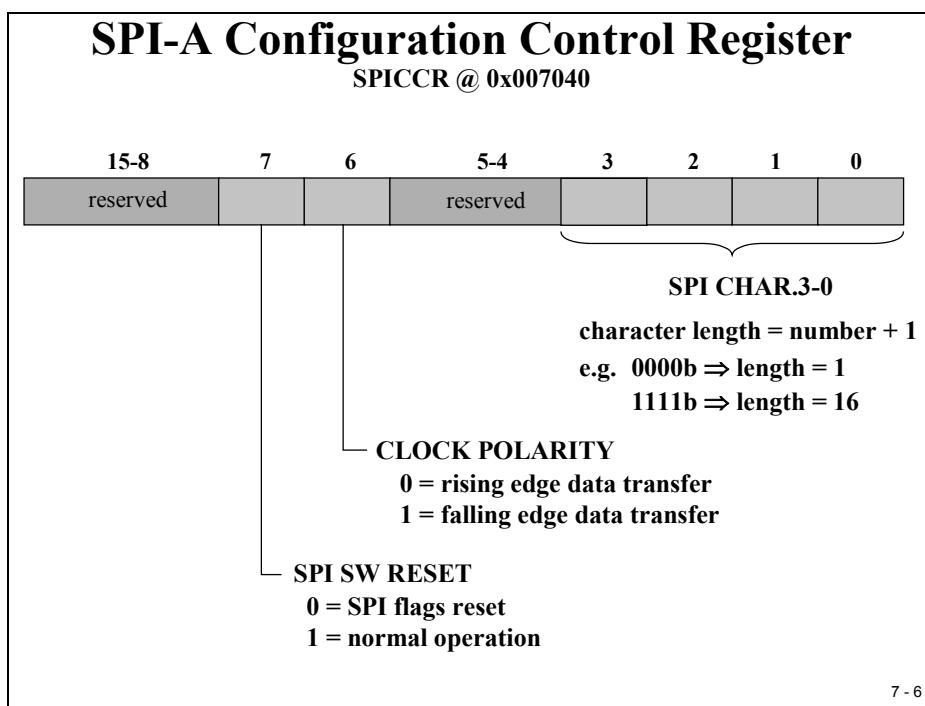 SPI-A Configuration Control Register
SPICCR @ 0x007040
15-8 7 6 5-4 3 2 1 0
reserved reserved
SPI CHAR.3-0
character length = number + 1
e.g. 0000b ⇒ length = 1
1111b ⇒ length = 16
CLOCK POLARITY
0 = rising edge data transfer
1 = falling edge data transfer
SPI SW RESET
0 = SPI flags reset
1 = normal operation
7 - 6